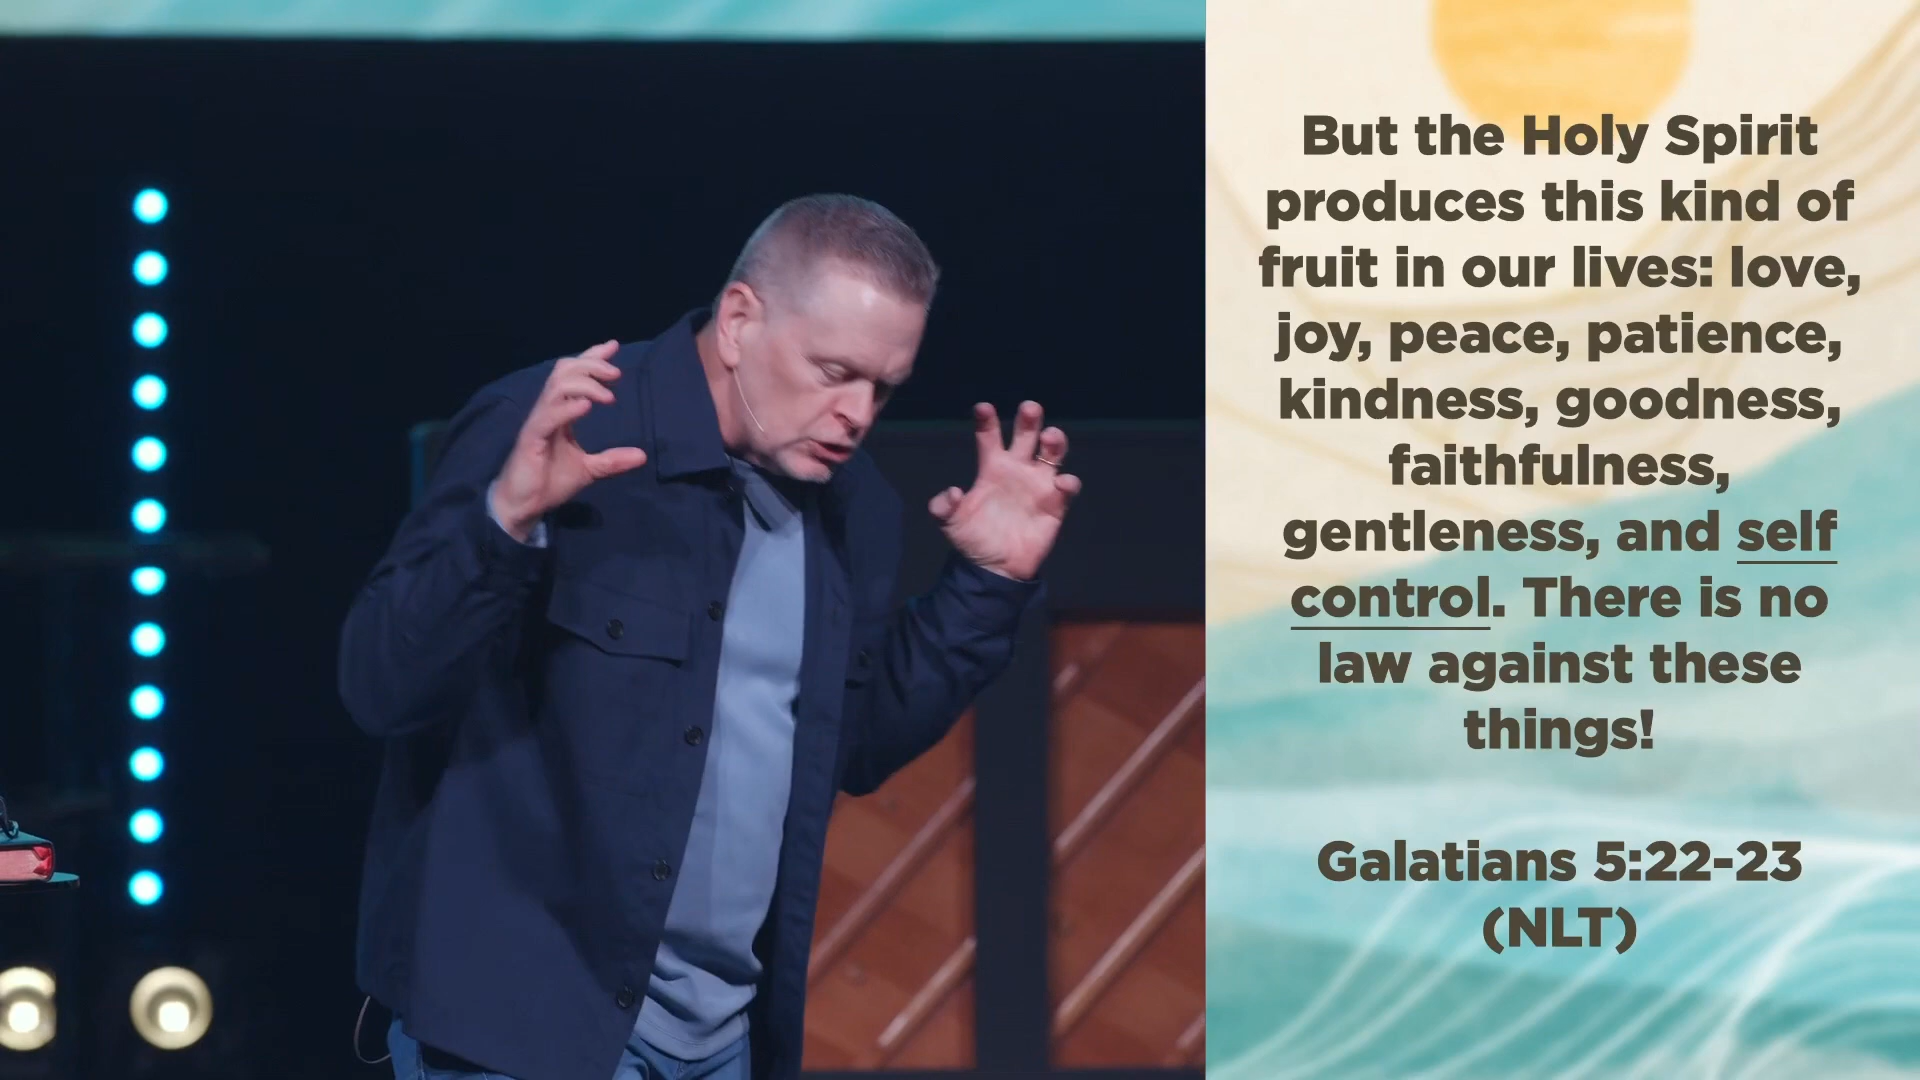 But the Holy Spirit
produces this kind of
fruit in our lives: love,
joy, peace, patience,
kindness, goodness,
faithfulness,
gentleness, and self
control. There is no
law against these
things!
Galatians 5:22-23
(NLT)